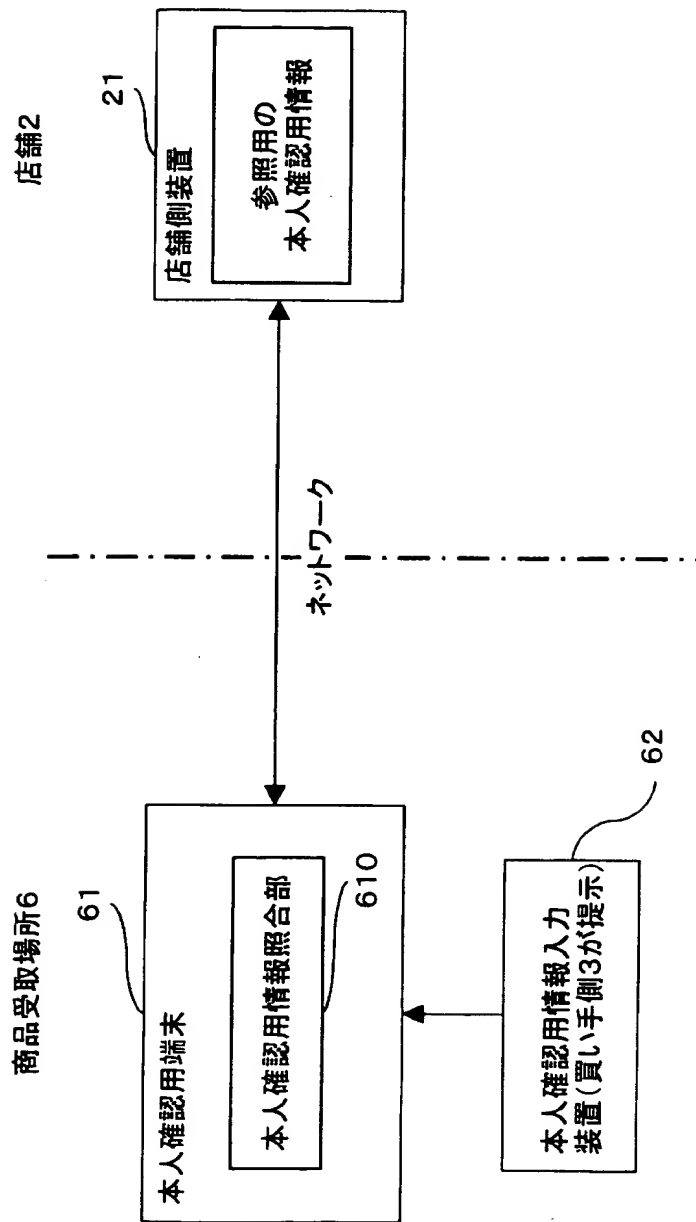 商品受取場所6
61
本人確認用端末
本人確認用情報照合部
610
本人確認用情報入力
装置(買い手側3が提示)
62
ネットワーク
店舗2
21
店舗側装置
参照用の
本人確認用情報